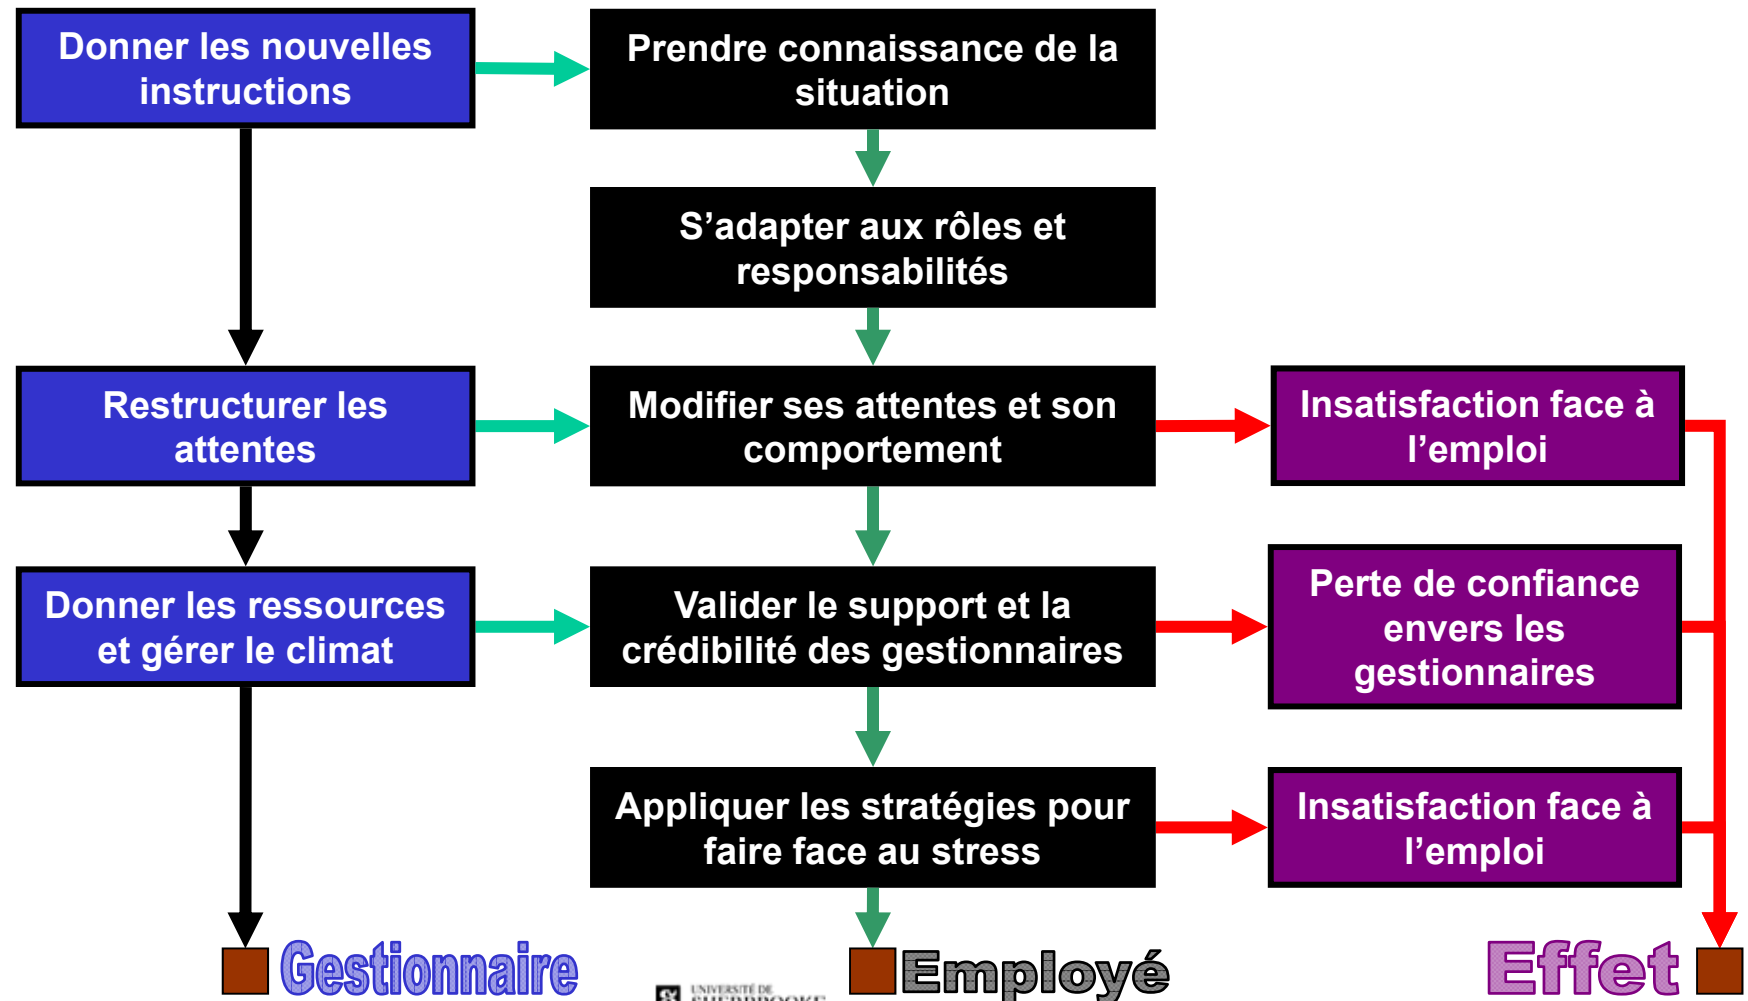 Donner les nouvelles
instructions
Prendre connaissance de la
situation
S’adapter aux rôles et
responsabilités
Restructurer les
attentes
Modifier ses attentes et son
comportement
Insatisfaction face à
l’emploi
Donner les ressources
et gérer le climat
Valider le support et la
crédibilité des gestionnaires
Perte de confiance
envers les
gestionnaires
Appliquer les stratégies pour
faire face au stress
Insatisfaction face à
l’emploi
Gestionnaire
Employé
Effet
UNIVERSITÉ DE
SHERBROOKE